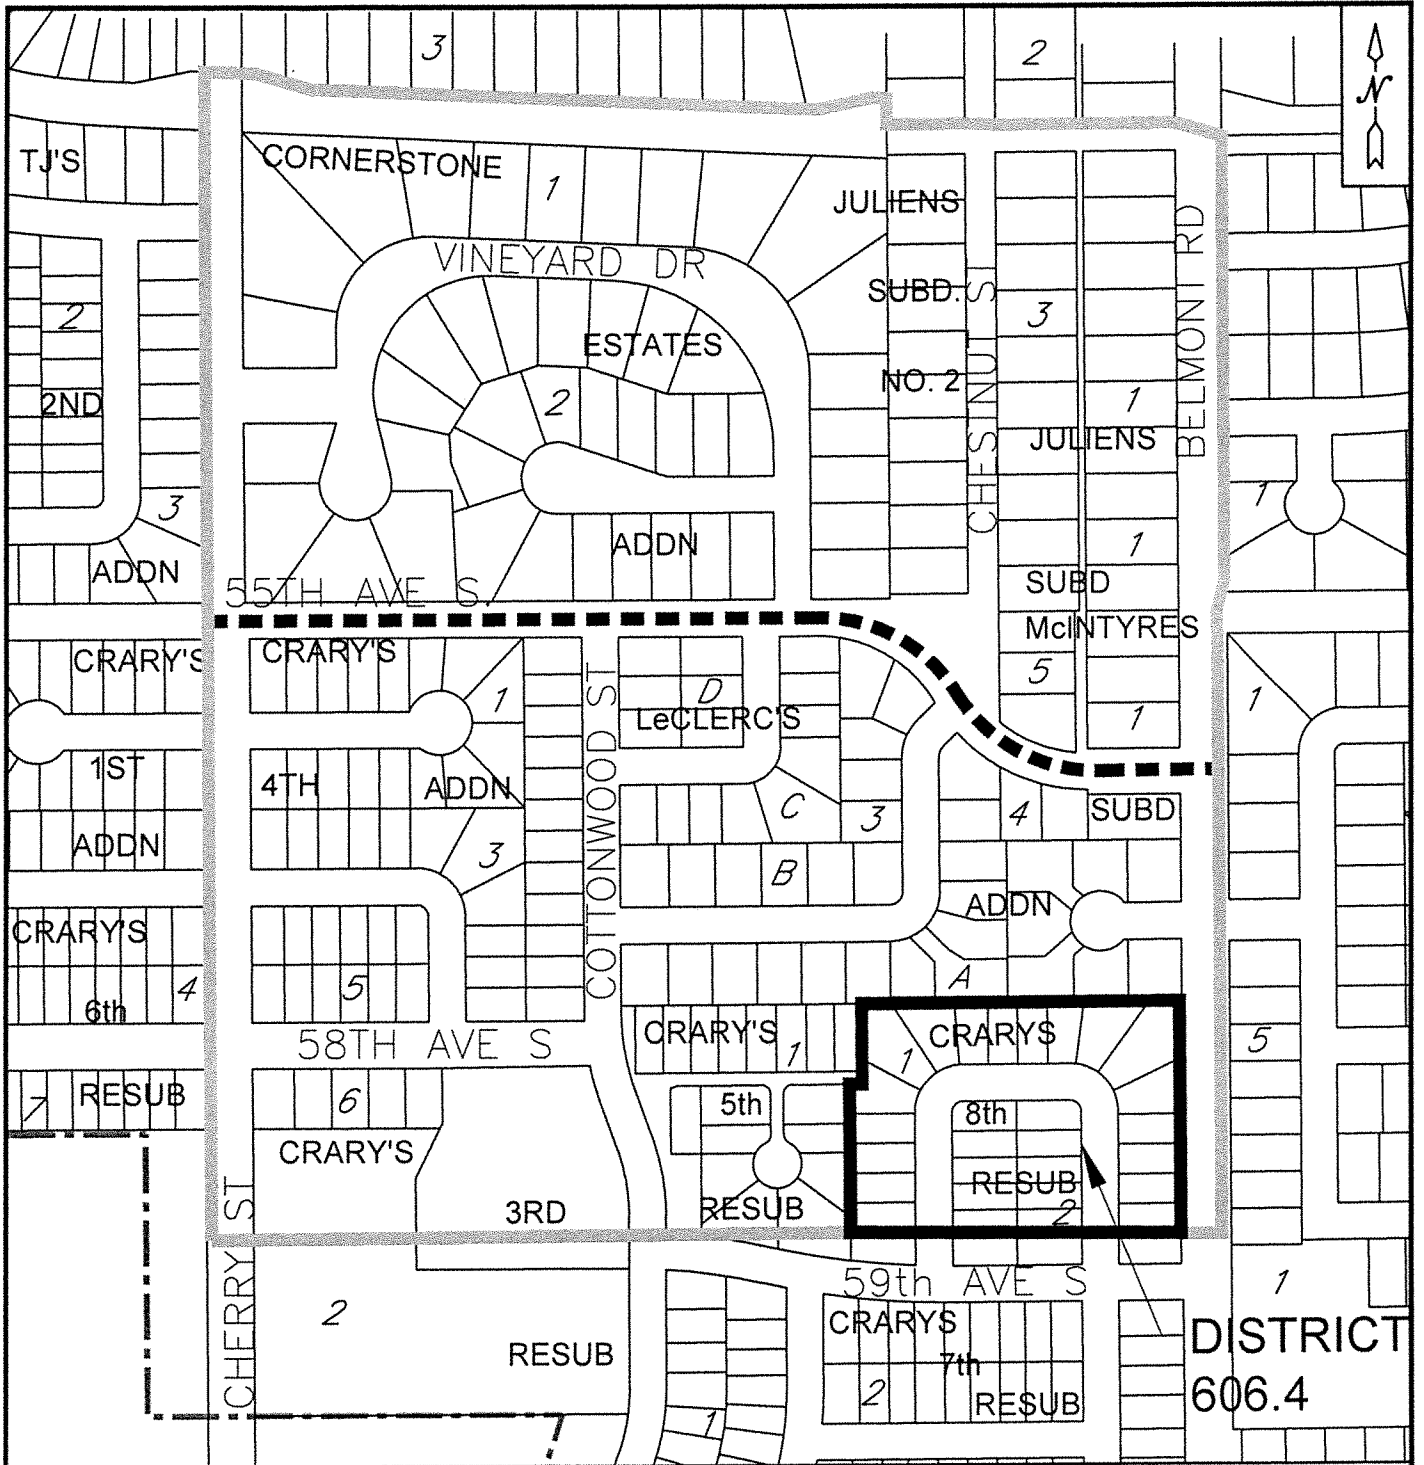 3
2
N
TJ'S
CORNERSTONE
1
JULIENS
VINEYARD DR
BELMONT RD
SUBD.
CHESTNUT ST
2
3
ESTATES
NO. 2
2ND
2
1
JULIENS
3
1
1
ADDN
ADDN
SUBD
55TH AVE S.
McINTYRES
CRARY'S
CRARY'S
1
D
5
1
LeCLERC'S
1
COTTONWOOD ST
1ST
4TH
ADDN
C
3
4
SUBD
ADDN
3
B
ADDN
CRARY'S
4
5
A
6th
58TH AVE S
CRARY'S
1
1
CRARYS
5
7
RESUB
6
5th
8th
CRARY'S
RESUB
CHERRY ST
3RD
RESUB
2
59th AVE S
1
2
CRARYS
DISTRICT
RESUB
7th
606.4
2
RESUB
1